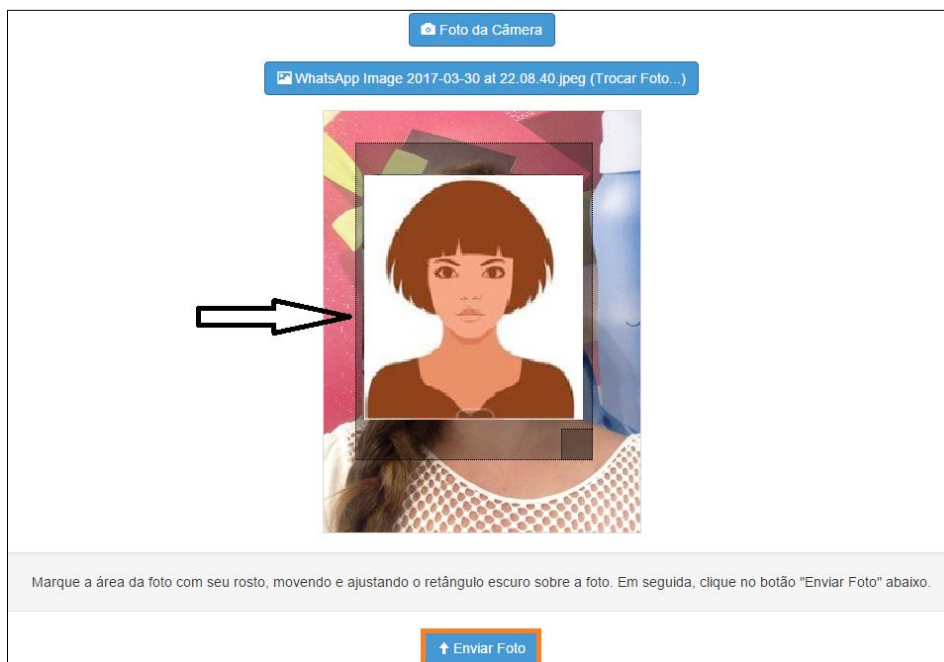 Foto da Câmera
WhatsApp Image 2017-03-30 at 22.08.40.jpeg (Trocar Foto...)
Marque a área da foto com seu rosto, movendo e ajustando o retângulo escuro sobre a foto. Em seguida, clique no botão "Enviar Foto" abaixo.
Enviar Foto